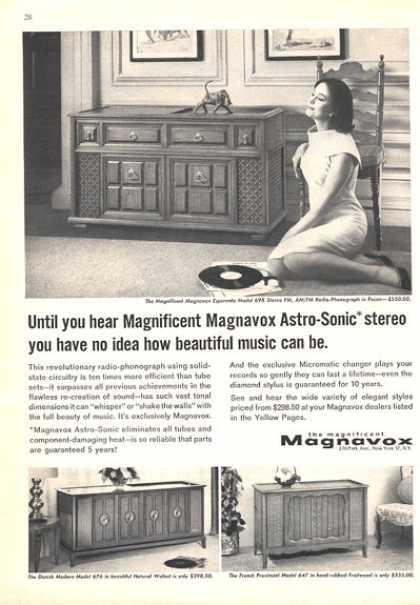 28
The Magnificent Magnavox Esperanto Model 698 Stereo FM, AM/FM Radio-Phonograph in Pecan—$550.00.
Until you hear Magnificent Magnavox Astro-Sonic* stereo
you have no idea how beautiful music can be.
This revolutionary radio-phonograph using solid-
state circuitry is ten times more efficient than tube
sets—it surpasses all previous achievements in the
flawless re-creation of sound—has such vast tonal
dimensions it can "whisper" or "shake the walls" with
the full beauty of music. It's exclusively Magnavox.
*Magnavox Astro-Sonic eliminates all tubes and
component-damaging heat—is so reliable that parts
are guaranteed 5 years!
And the exclusive Micromatic changer plays your
records so gently they can last a lifetime—even the
diamond stylus is guaranteed for 10 years.
See and hear the wide variety of elegant styles
priced from $298.50 at your Magnavox dealers listed
in the Yellow Pages.
the magnificent
Magnavox
270 Park Ave., New York 17, N.Y.
The Danish Modern Model 676 in beautiful Natural Walnut is only $398.50.
The French Provincial Model 647 in hand-rubbed Fruitwood is only $355.00.